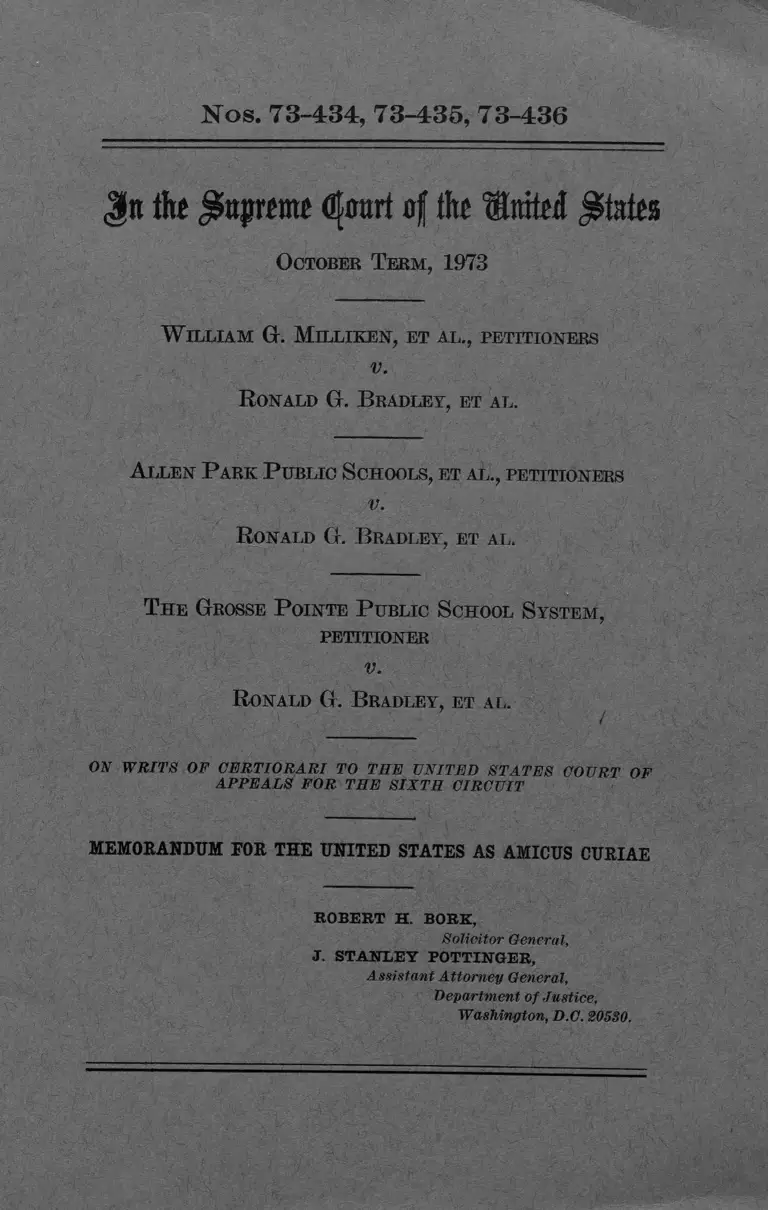 Nos. 73-434, 73-435, 73-436
In the Supreme Court of the United States
OCTOBER TERM, 1973
WILLIAM G. MILLIKEN, ET AL., PETITIONERS
v.
RONALD G. BRADLEY, ET AL.
ALLEN PARK PUBLIC SCHOOLS, ET AL., PETITIONERS
v.
RONALD G. BRADLEY, ET AL.
THE GROSSE POINTE PUBLIC SCHOOL SYSTEM,
PETITIONER
v.
RONALD G. BRADLEY, ET AL.
ON WRITS OF CERTIORARI TO THE UNITED STATES COURT OF
APPEALS FOR THE SIXTH CIRCUIT
MEMORANDUM FOR THE UNITED STATES AS AMICUS CURIAE
ROBERT H. BORK,
Solicitor General,
J. STANLEY POTTINGER,
Assistant Attorney General,
Department of Justice,
Washington, D.C. 20530.